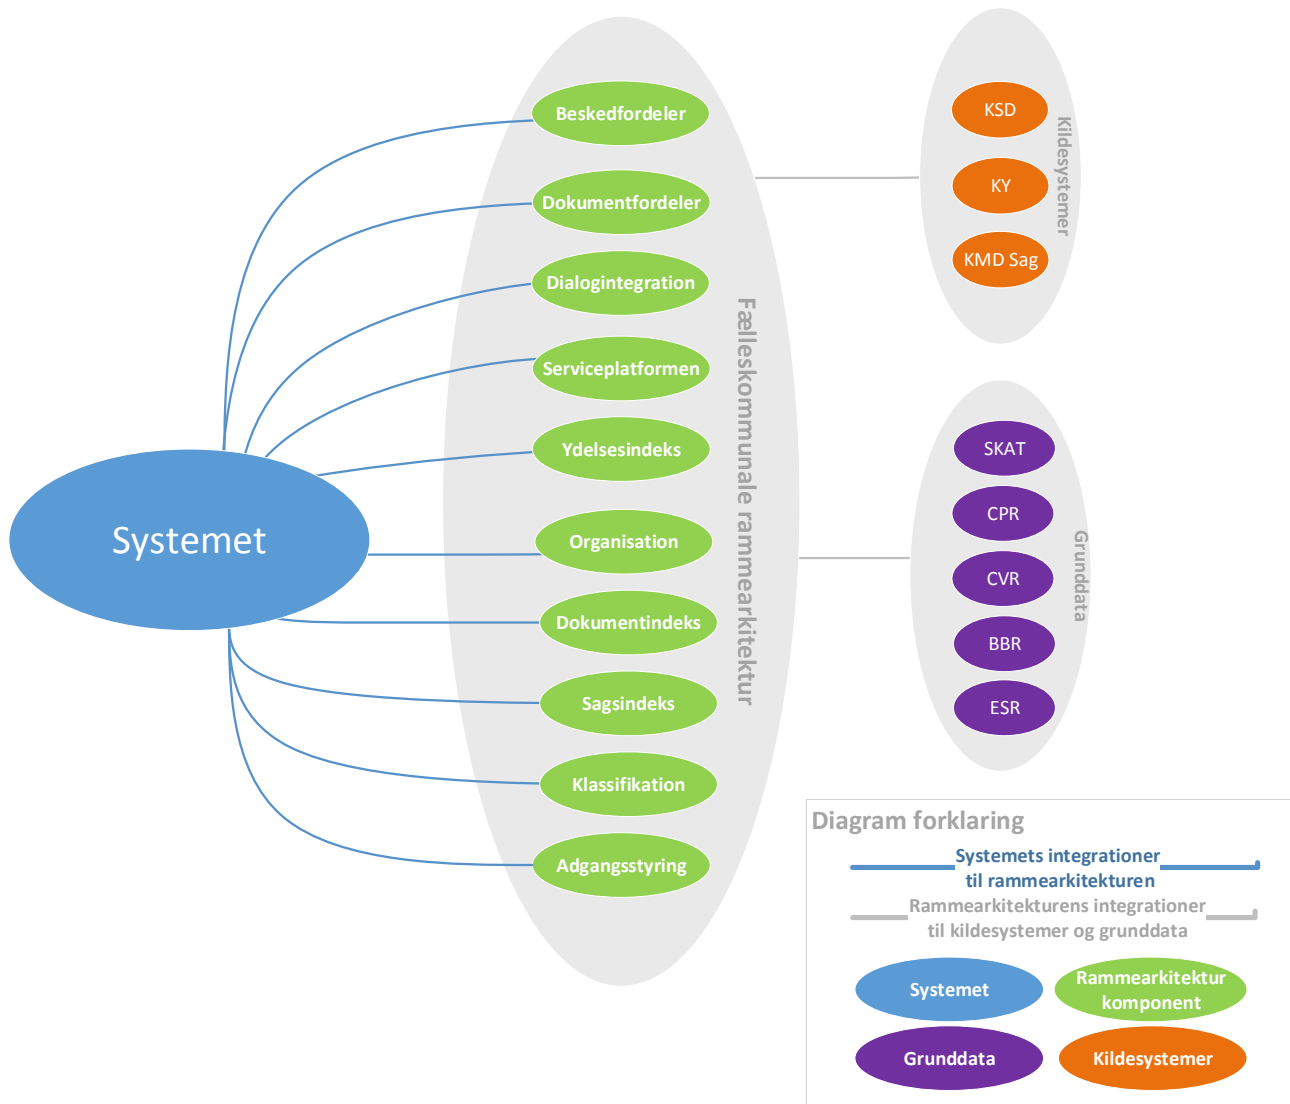 Systemet
Beskedfordeler
Dokumentfordeler
Dialogintegration
Serviceplatformen
Ydelsesindeks
Organisation
Dokumentindeks
Sagsindeks
Klassifikation
Adgangsstyring
Fælleskommunale rammearkitektur
KSD
KY
KMD Sag
Kildesystemer
SKAT
CPR
CVR
BBR
ESR
Grunddata
Diagram forklaring
Systemets integrationer
til rammearkitekturen
Rammearkitekturens integrationer
til kildesystemer og grunddata
Systemet
Rammearkitektur
komponent
Grunddata
Kildesystemer